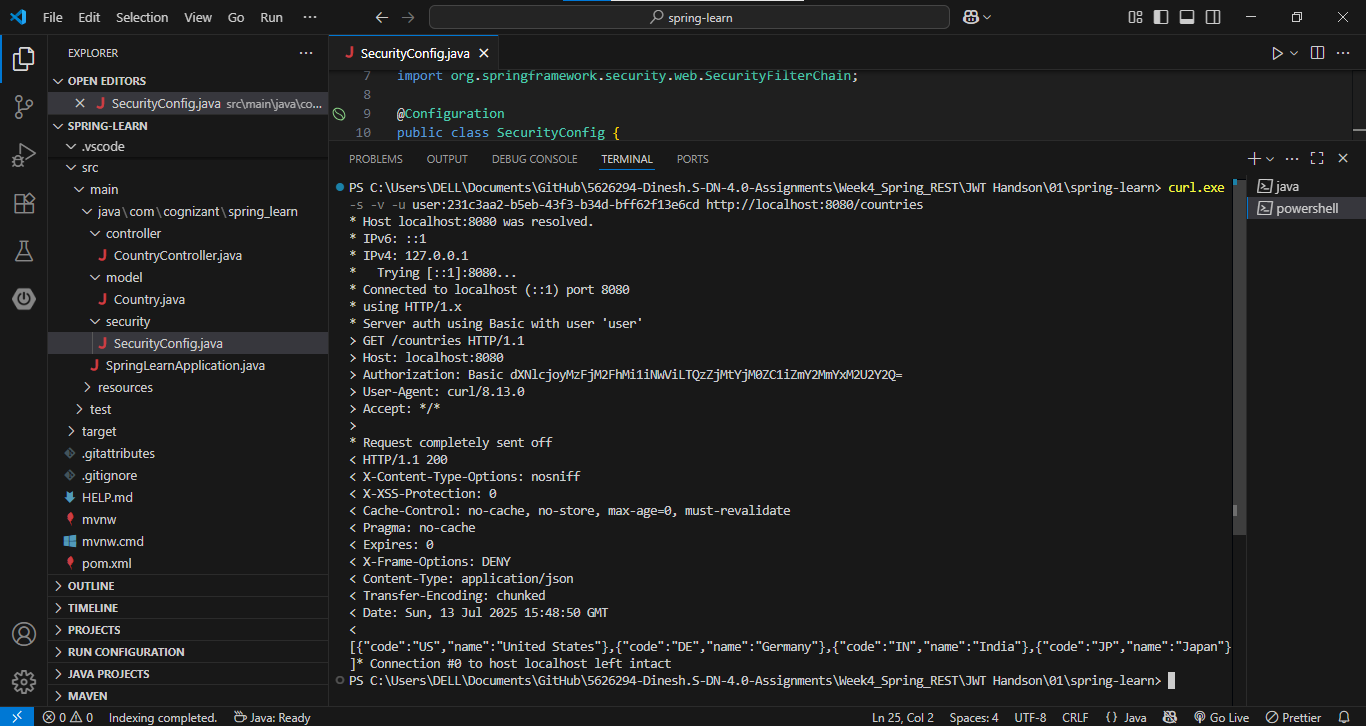 File Edit Selection View Go Run ··· spring-learn
EXPLORER ···
OPEN EDITORS
SecurityConfig.java src\main\java\co...
SPRING-LEARN
.vscode
src
main
java\com\cognizant\spring_learn
controller
CountryController.java
model
Country.java
security
SecurityConfig.java
SpringLearnApplication.java
resources
test
target
.gitattributes
.gitignore
HELP.md
mvnw
mvnw.cmd
pom.xml
OUTLINE
TIMELINE
PROJECTS
RUN CONFIGURATION
JAVA PROJECTS
MAVEN
SecurityConfig.java
7 import org.springframework.security.web.SecurityFilterChain;
8
9 @Configuration
10 public class SecurityConfig {
PROBLEMS OUTPUT DEBUG CONSOLE TERMINAL PORTS
PS C:\Users\DELL\Documents\GitHub\5626294-Dinesh.S-DN-4.0-Assignments\Week4_Spring_REST\JWT Handson\01\spring-learn> curl.exe
-s -v -u user:231c3aa2-b5eb-43f3-b34d-bff62f13e6cd http://localhost:8080/countries
* Host localhost:8080 was resolved.
* IPv6: ::1
* IPv4: 127.0.0.1
*   Trying [::1]:8080...
* Connected to localhost (::1) port 8080
* using HTTP/1.x
* Server auth using Basic with user 'user'
> GET /countries HTTP/1.1
> Host: localhost:8080
> Authorization: Basic dXNlcjoyMzFjM2FhMi1iNWViLTQzZjMtYjM0ZC1iZmY2MmYxM2U2Y2Q=
> User-Agent: curl/8.13.0
> Accept: */*
>
* Request completely sent off
< HTTP/1.1 200
< X-Content-Type-Options: nosniff
< X-XSS-Protection: 0
< Cache-Control: no-cache, no-store, max-age=0, must-revalidate
< Pragma: no-cache
< Expires: 0
< X-Frame-Options: DENY
< Content-Type: application/json
< Transfer-Encoding: chunked
< Date: Sun, 13 Jul 2025 15:48:50 GMT
<
[{"code":"US","name":"United States"},{"code":"DE","name":"Germany"},{"code":"IN","name":"India"},{"code":"JP","name":"Japan"}
]* Connection #0 to host localhost left intact
PS C:\Users\DELL\Documents\GitHub\5626294-Dinesh.S-DN-4.0-Assignments\Week4_Spring_REST\JWT Handson\01\spring-learn>
java
powershell
0 0 Indexing completed. Java: Ready Ln 25, Col 2 Spaces: 4 UTF-8 CRLF {} Java Go Live Prettier